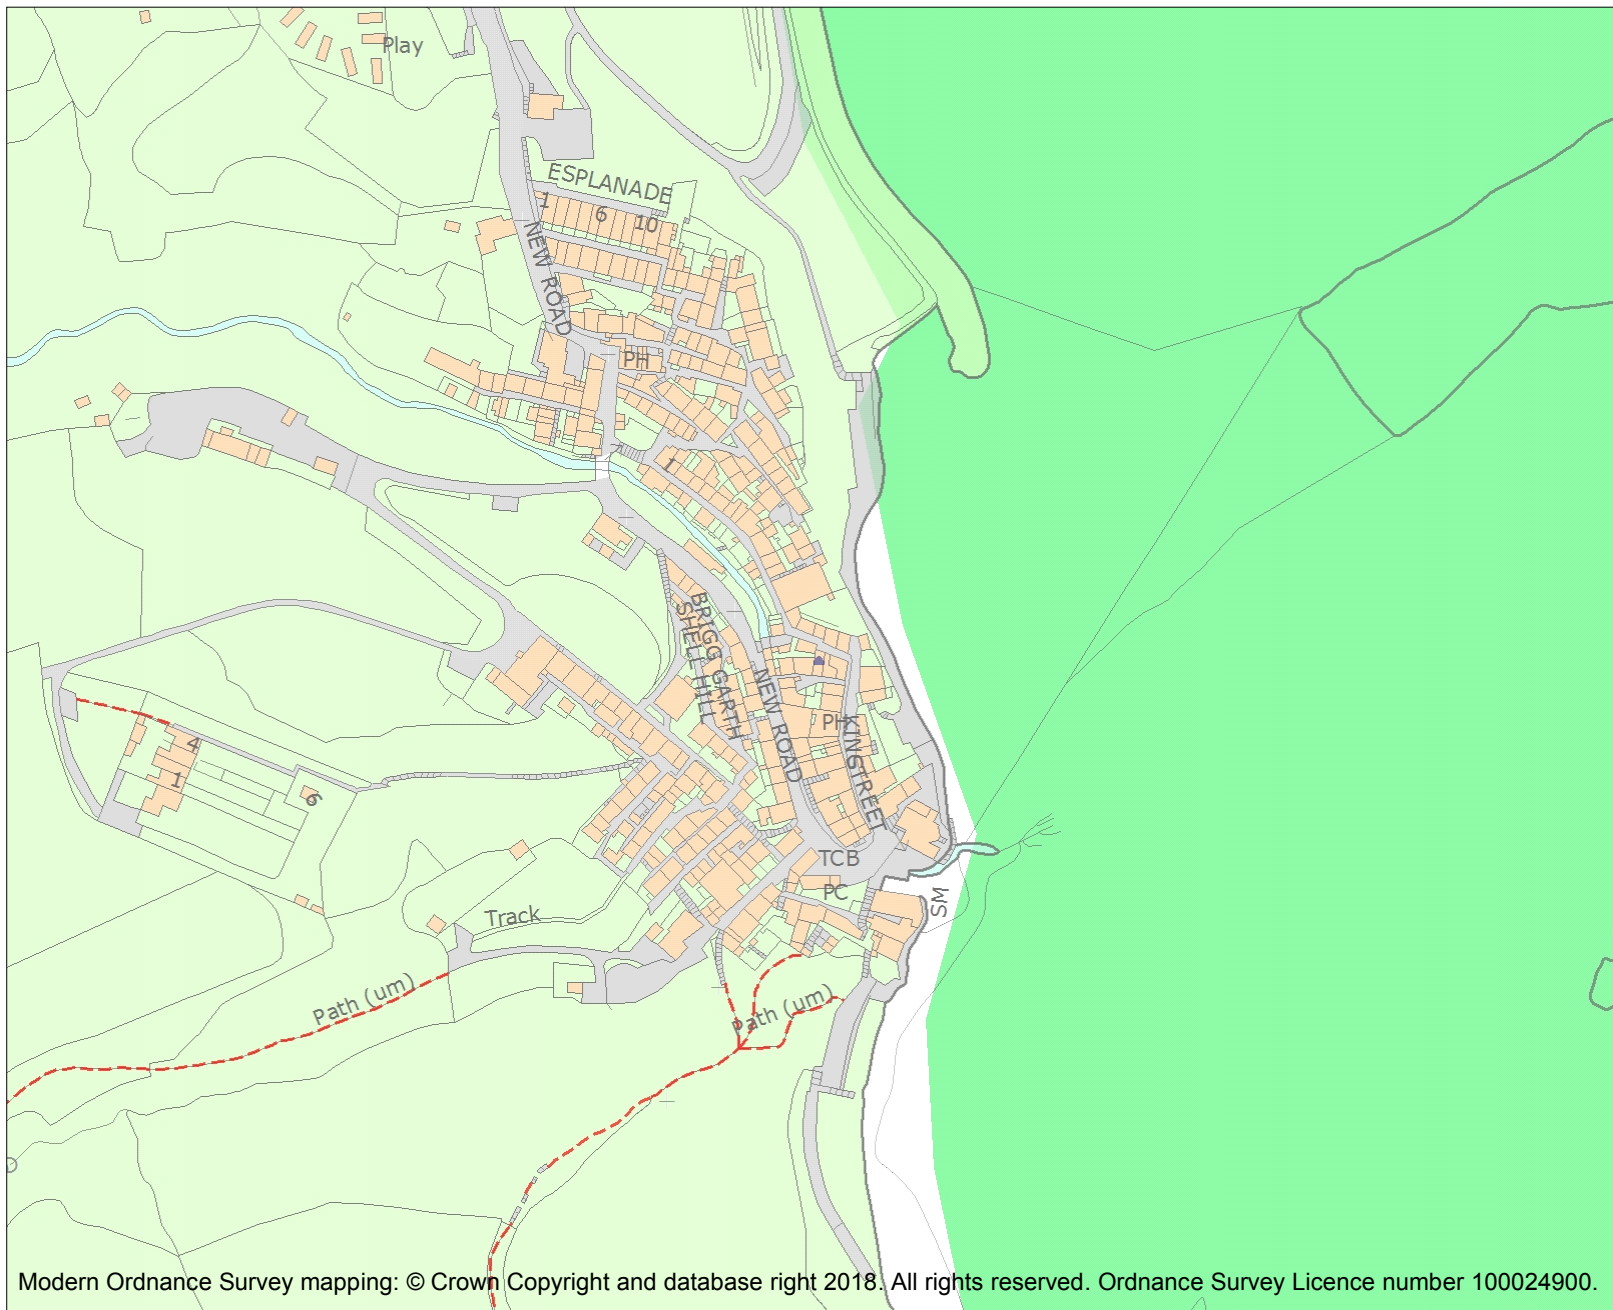 Play
ESPLANADE
1
6
10
NEW ROAD
PH
1
BRIGG GARTH
SHELL HILL
NEW ROAD
PH
KING STREET
4
1
6
TCB
PC
SM
Track
Path (um)
Path (um)
Modern Ordnance Survey mapping: © Crown Copyright and database right 2018. All rights reserved. Ordnance Survey Licence number 100024900.